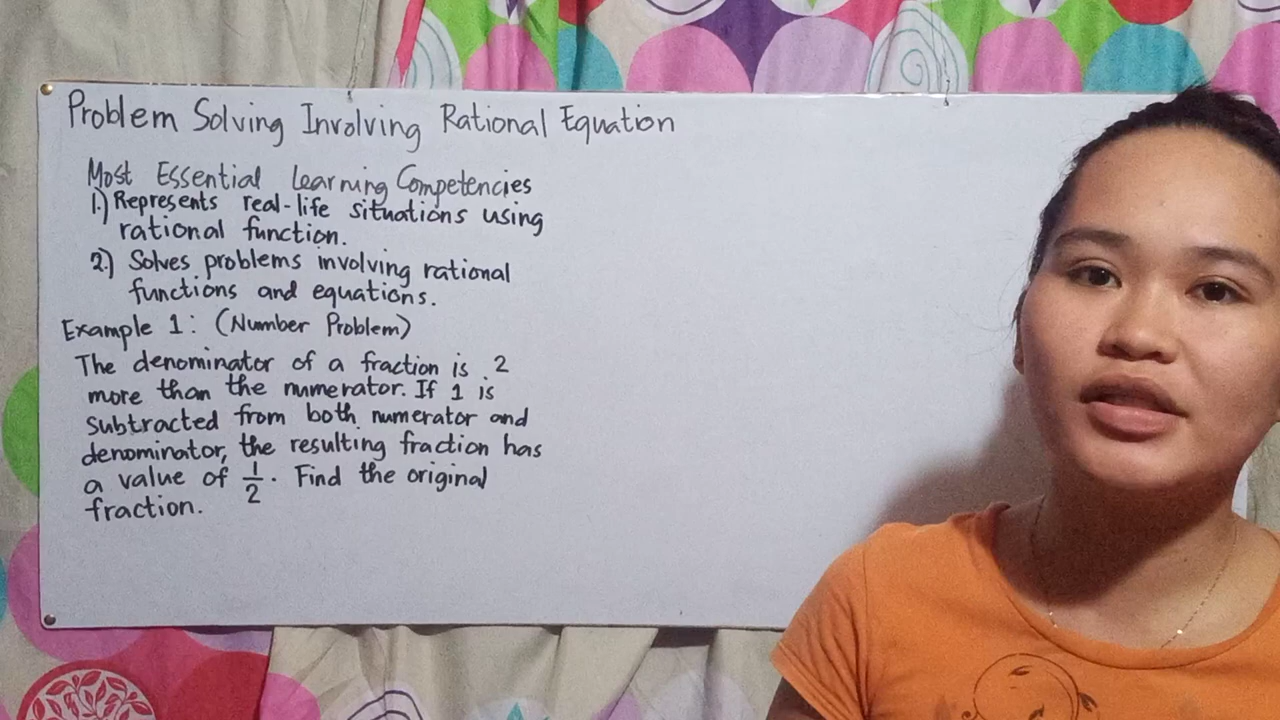 Problem Solving Involving Rational Equation
Most Essential Learning Competencies
1.) Represents real-life situations using
rational function.
2.) Solves problems involving rational
functions and equations.
Example 1: (Number Problem)
The denominator of a fraction is 2
more than the numerator. If 1 is
subtracted from both numerator and
denominator, the resulting fraction has
a value of 1/2. Find the original
fraction.